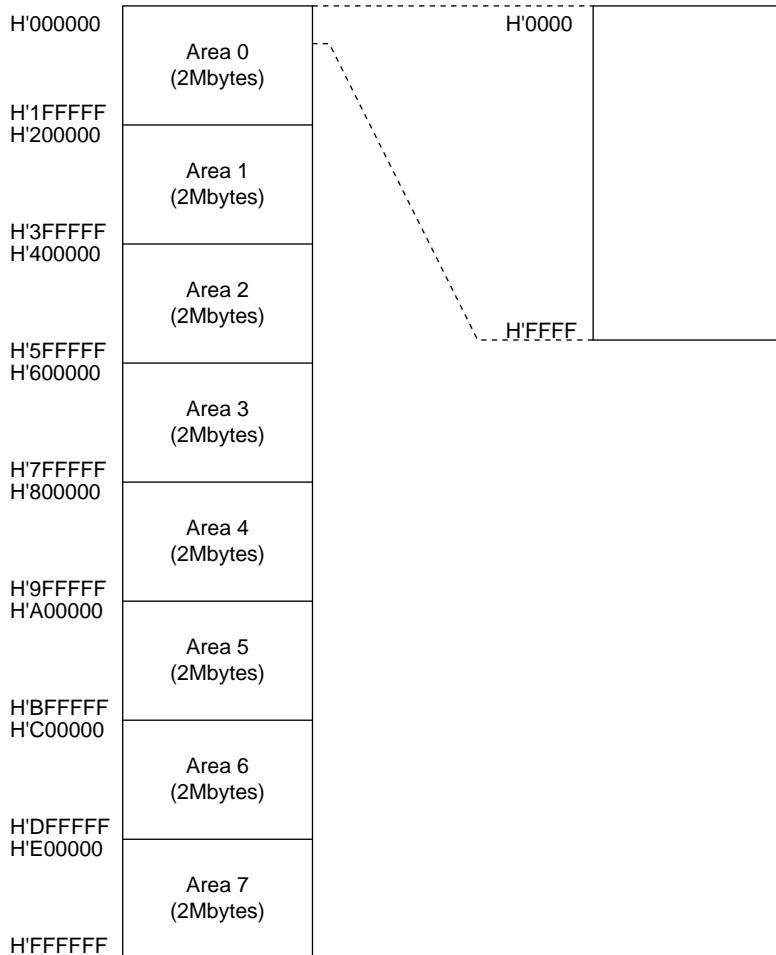 H'000000
Area 0
(2Mbytes)
H'1FFFFF
H'200000
Area 1
(2Mbytes)
H'3FFFFF
H'400000
Area 2
(2Mbytes)
H'5FFFFF
H'600000
Area 3
(2Mbytes)
H'7FFFFF
H'800000
Area 4
(2Mbytes)
H'9FFFFF
H'A00000
Area 5
(2Mbytes)
H'BFFFFF
H'C00000
Area 6
(2Mbytes)
H'DFFFFF
H'E00000
Area 7
(2Mbytes)
H'FFFFFF
H'0000
H'FFFF